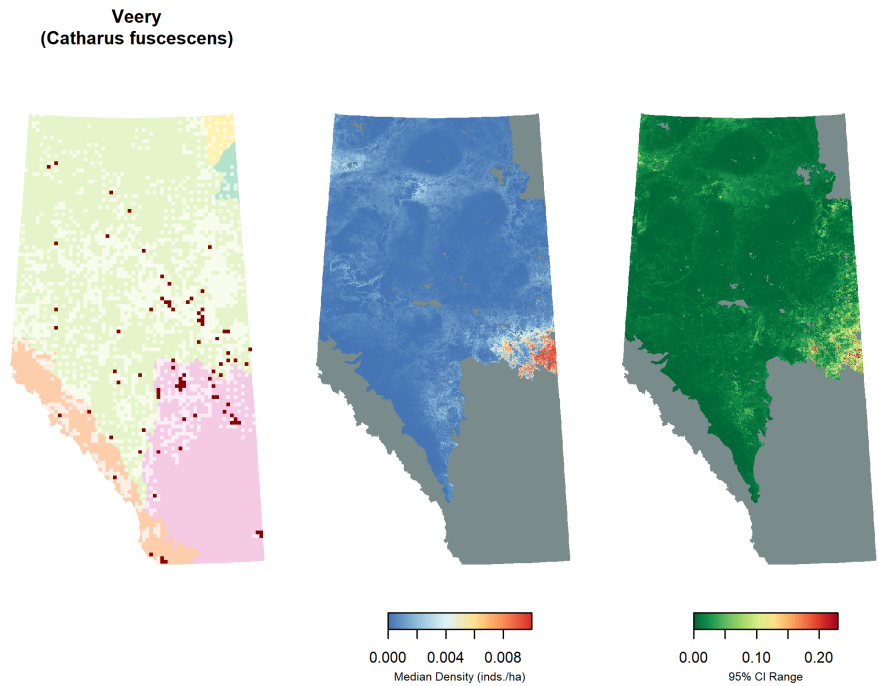 Veery
(Catharus fuscescens)
0.000 0.004 0.008
Median Density (inds./ha)
0.00 0.10 0.20
95% CI Range